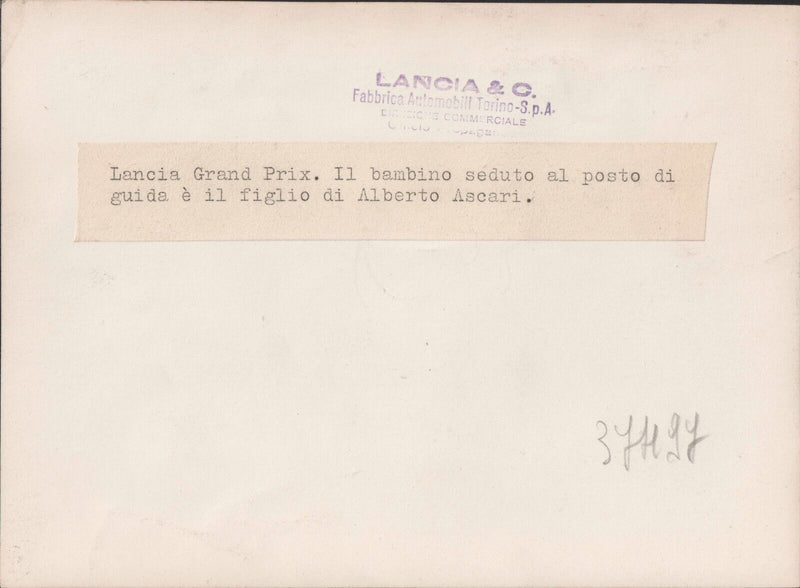 LANCIA & C.
Fabbrica Automobili Torino-S.p.A.
DIVISIONE COMMERCIALE
Lancia Grand Prix. Il bambino seduto al posto di
guida è il figlio di Alberto Ascari.